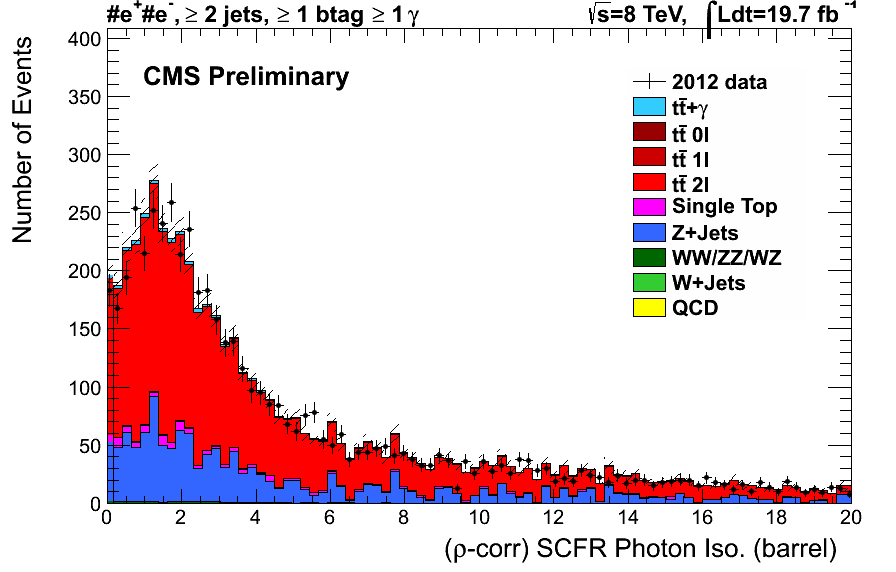 #e⁺#e⁻, ≥ 2 jets, ≥ 1 btag ≥ 1 γ
√s=8 TeV, ∫Ldt=19.7 fb⁻¹
CMS Preliminary
2012 data
tt̄+γ
tt̄ 0l
tt̄ 1l
tt̄ 2l
Single Top
Z+Jets
WW/ZZ/WZ
W+Jets
QCD
Number of Events
400
350
300
250
200
150
100
50
0
0 2 4 6 8 10 12 14 16 18 20
(ρ-corr) SCFR Photon Iso. (barrel)